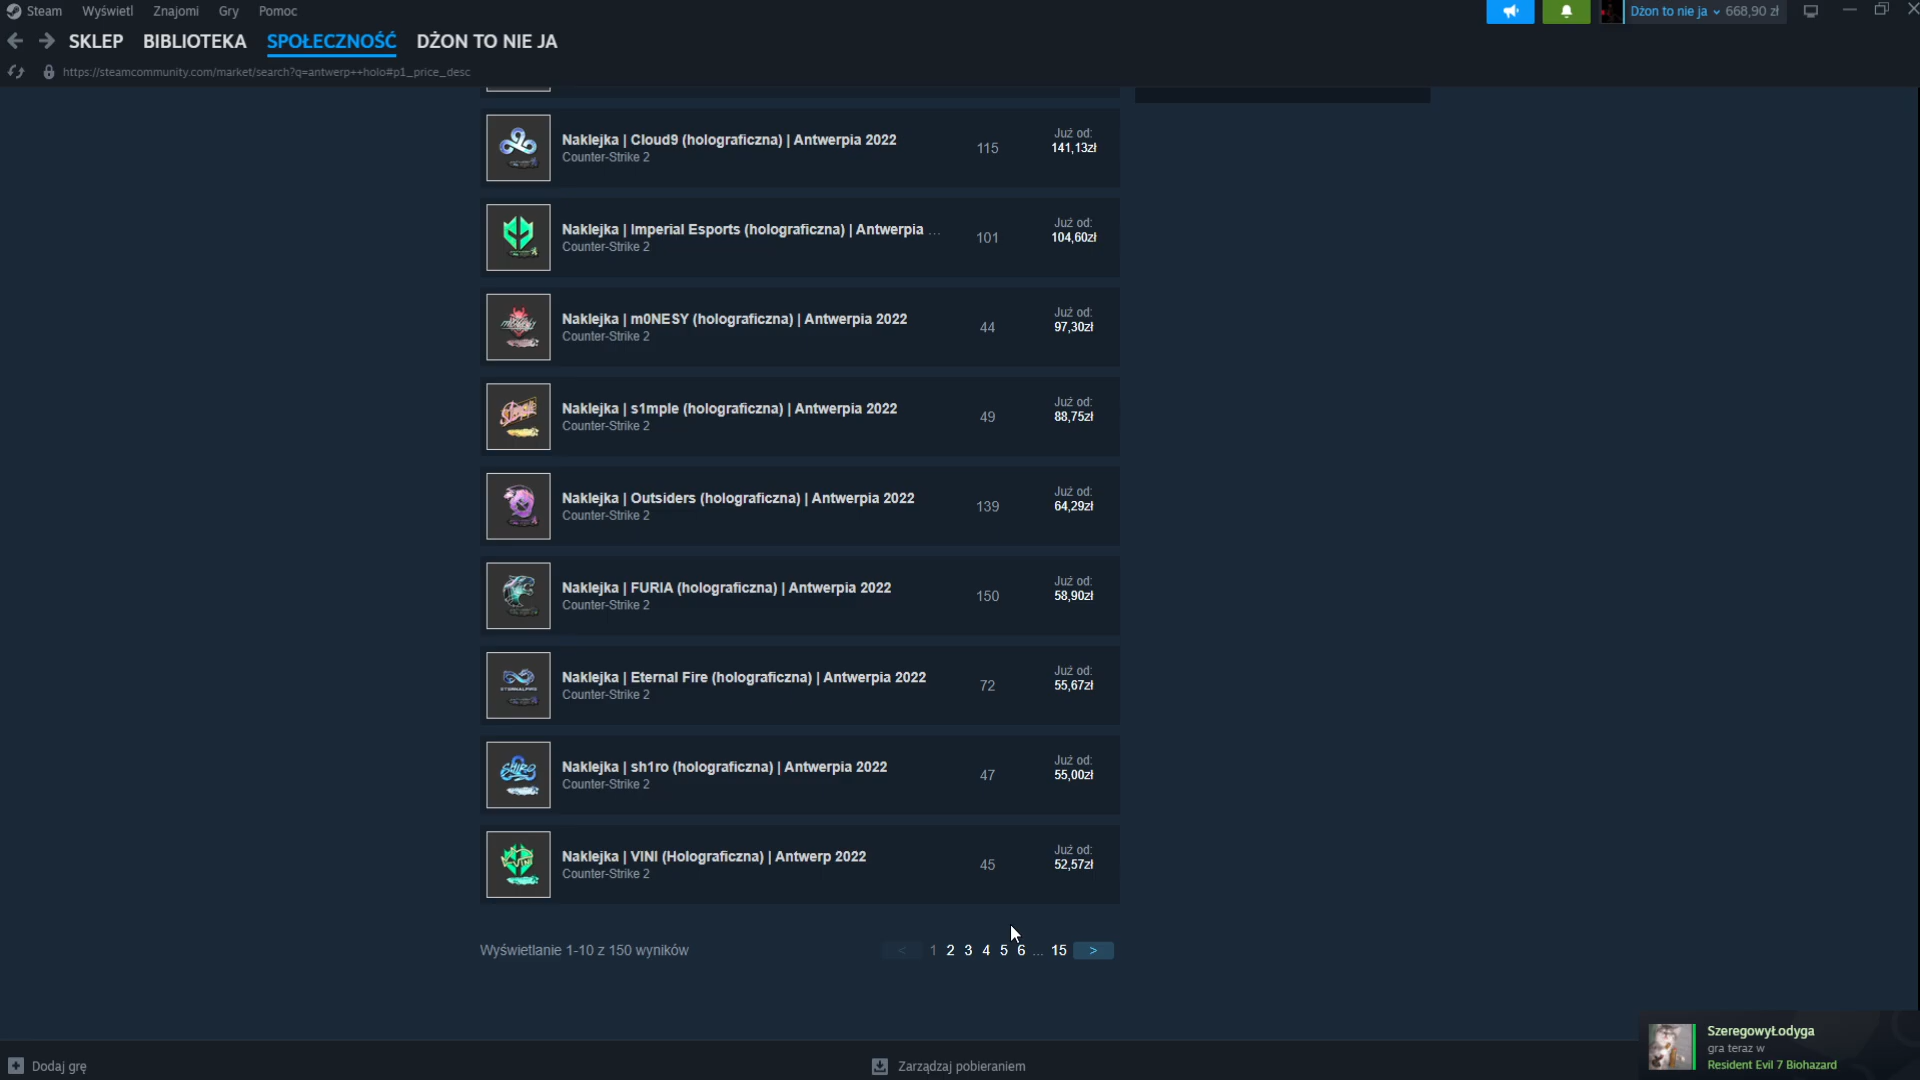 Steam Wyświetl Znajomi Gry Pomoc
Dżon to nie ja 668,90 zł
SKLEP BIBLIOTEKA SPOŁECZNOŚĆ DŻON TO NIE JA
https://steamcommunity.com/market/search?q=antwerp++holo#p1_price_desc
Naklejka | Cloud9 (holograficzna) | Antwerpia 2022
Counter-Strike 2
115
Już od:
141,13zł
Naklejka | Imperial Esports (holograficzna) | Antwerpia ...
Counter-Strike 2
101
Już od:
104,60zł
Naklejka | m0NESY (holograficzna) | Antwerpia 2022
Counter-Strike 2
44
Już od:
97,30zł
Naklejka | s1mple (holograficzna) | Antwerpia 2022
Counter-Strike 2
49
Już od:
88,75zł
Naklejka | Outsiders (holograficzna) | Antwerpia 2022
Counter-Strike 2
139
Już od:
64,29zł
Naklejka | FURIA (holograficzna) | Antwerpia 2022
Counter-Strike 2
150
Już od:
58,90zł
Naklejka | Eternal Fire (holograficzna) | Antwerpia 2022
Counter-Strike 2
72
Już od:
55,67zł
Naklejka | sh1ro (holograficzna) | Antwerpia 2022
Counter-Strike 2
47
Już od:
55,00zł
Naklejka | VINI (Holograficzna) | Antwerp 2022
Counter-Strike 2
45
Już od:
52,57zł
Wyświetlanie 1-10 z 150 wyników
< 1 2 3 4 5 6 ... 15 >
SzeregowyŁodyga
gra teraz w
Resident Evil 7 Biohazard
Dodaj grę
Zarządzaj pobieraniem